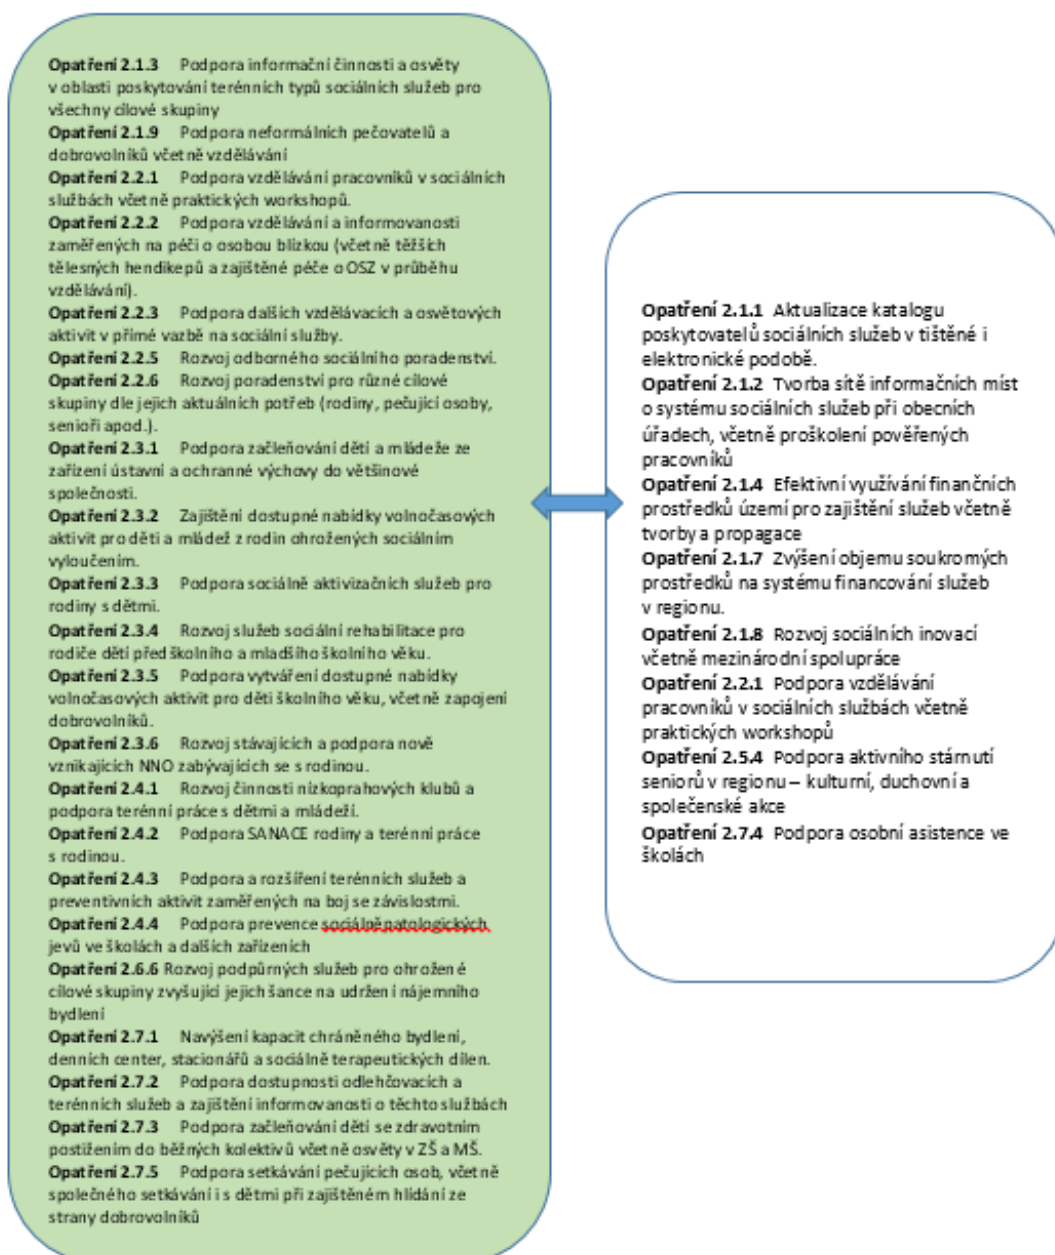 Opatření 2.1.3 Podpora informační činnosti a osvěty
v oblasti poskytování terénních typů sociálních služeb pro
všechny cílové skupiny
Opatření 2.1.9 Podpora neformálních pečovatelů a
dobrovolníků včetně vzdělávání
Opatření 2.2.1 Podpora vzdělávání pracovníků v sociálních
službách včetně praktických workshopů.
Opatření 2.2.2 Podpora vzdělávání a informovanosti
zaměřených na péči o osobou blízkou (včetně těžších
tělesných hendikepů a zajištěné péče o OSZ v průběhu
vzdělávání).
Opatření 2.2.3 Podpora dalších vzdělávacích a osvětových
aktivit v přímé vazbě na sociální služby.
Opatření 2.2.5 Rozvoj odborného sociálního poradenství.
Opatření 2.2.6 Rozvoj poradenství pro různé cílové
skupiny dle jejich aktuálních potřeb (rodiny, pečující osoby,
senioři apod.).
Opatření 2.3.1 Podpora začleňování dětí a mládeže ze
zařízení ústavní a ochranné výchovy do většinové
společnosti.
Opatření 2.3.2 Zajištění dostupné nabídky volnočasových
aktivit pro děti a mládež z rodin ohrožených sociálním
vyloučením.
Opatření 2.3.3 Podpora sociálně aktivizačních služeb pro
rodiny s dětmi.
Opatření 2.3.4 Rozvoj služeb sociální rehabilitace pro
rodiče dětí předškolního a mladšího školního věku.
Opatření 2.3.5 Podpora vytváření dostupné nabídky
volnočasových aktivit pro děti školního věku, včetně zapojení
dobrovolníků.
Opatření 2.3.6 Rozvoj stávajících a podpora nově
vznikajících NNO zabývajících se s rodinou.
Opatření 2.4.1 Rozvoj činnosti nízkoprahových klubů a
podpora terénní práce s dětmi a mládeží.
Opatření 2.4.2 Podpora SANACE rodiny a terénní práce
s rodinou.
Opatření 2.4.3 Podpora a rozšíření terénních služeb a
preventivních aktivit zaměřených na boj se závislostmi.
Opatření 2.4.4 Podpora prevence sociálně patologických
jevů ve školách a dalších zařízeních
Opatření 2.6.6 Rozvoj podpůrných služeb pro ohrožené
cílové skupiny zvyšující jejich šance na udržení nájemního
bydlení
Opatření 2.7.1 Navýšení kapacit chráněného bydlení,
denních center, stacionářů a sociálně terapeutických dílen.
Opatření 2.7.2 Podpora dostupnosti odlehčovacích a
terénních služeb a zajištění informovanosti o těchto službách
Opatření 2.7.3 Podpora začleňování dětí se zdravotním
postižením do běžných kolektivů včetně osvěty v ZŠ a MŠ.
Opatření 2.7.5 Podpora setkávání pečujících osob, včetně
společného setkávání i s dětmi při zajištěném hlídání ze
strany dobrovolníků
Opatření 2.1.1 Aktualizace katalogu
poskytovatelů sociálních služeb v tištěné i
elektronické podobě.
Opatření 2.1.2 Tvorba sítě informačních míst
o systému sociálních služeb při obecních
úřadech, včetně proškolení pověřených
pracovníků
Opatření 2.1.4 Efektivní využívání finančních
prostředků území pro zajištění služeb včetně
tvorby a propagace
Opatření 2.1.7 Zvýšení objemu soukromých
prostředků na systému financování služeb
v regionu.
Opatření 2.1.8 Rozvoj sociálních inovací
včetně mezinárodní spolupráce
Opatření 2.2.1 Podpora vzdělávání
pracovníků v sociálních službách včetně
praktických workshopů
Opatření 2.5.4 Podpora aktivního stárnutí
seniorů v regionu – kulturní, duchovní a
společenské akce
Opatření 2.7.4 Podpora osobní asistence ve
školách